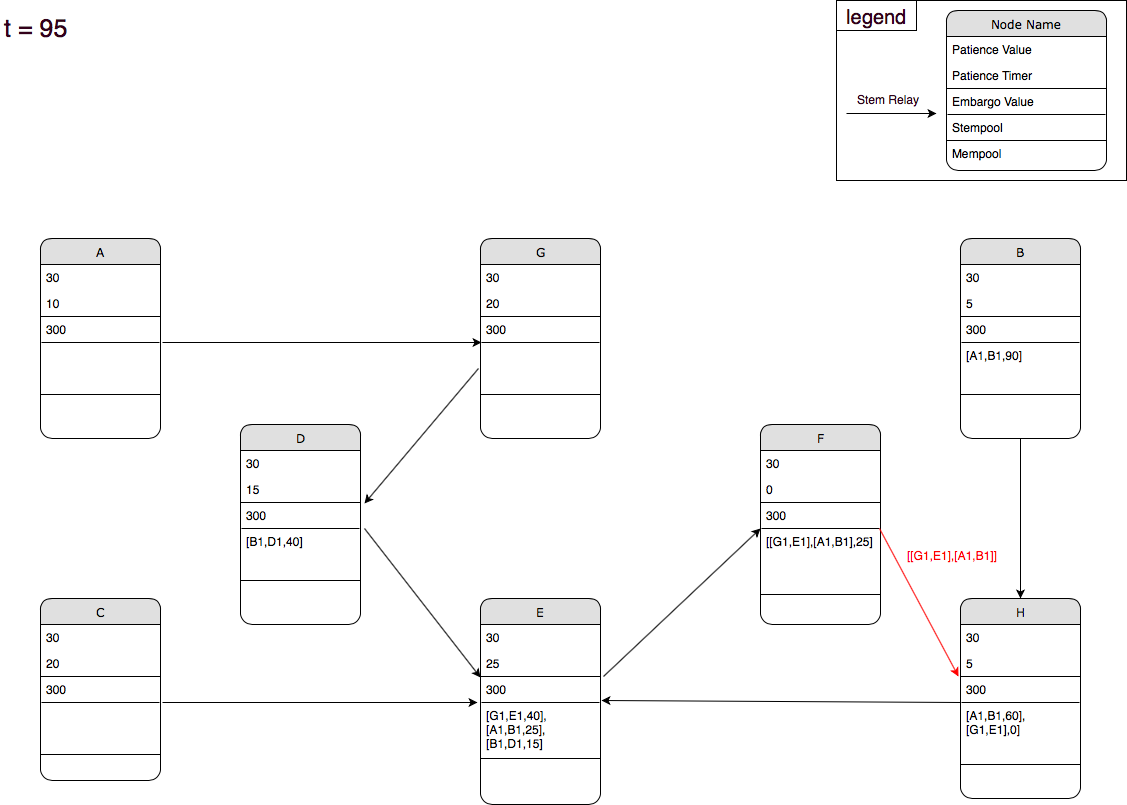 t = 95
legend
Node Name
Patience Value
Patience Timer
Stem Relay
Embargo Value
Stempool
Mempool
A
30
10
300
G
30
20
300
B
30
5
300
[A1,B1,90]
D
30
15
300
[B1,D1,40]
F
30
0
300
[[G1,E1],[A1,B1],25]
[[G1,E1],[A1,B1]]
C
30
20
300
E
30
25
300
[G1,E1,40],
[A1,B1,25],
[B1,D1,15]
H
30
5
300
[A1,B1,60],
[G1,E1],0]